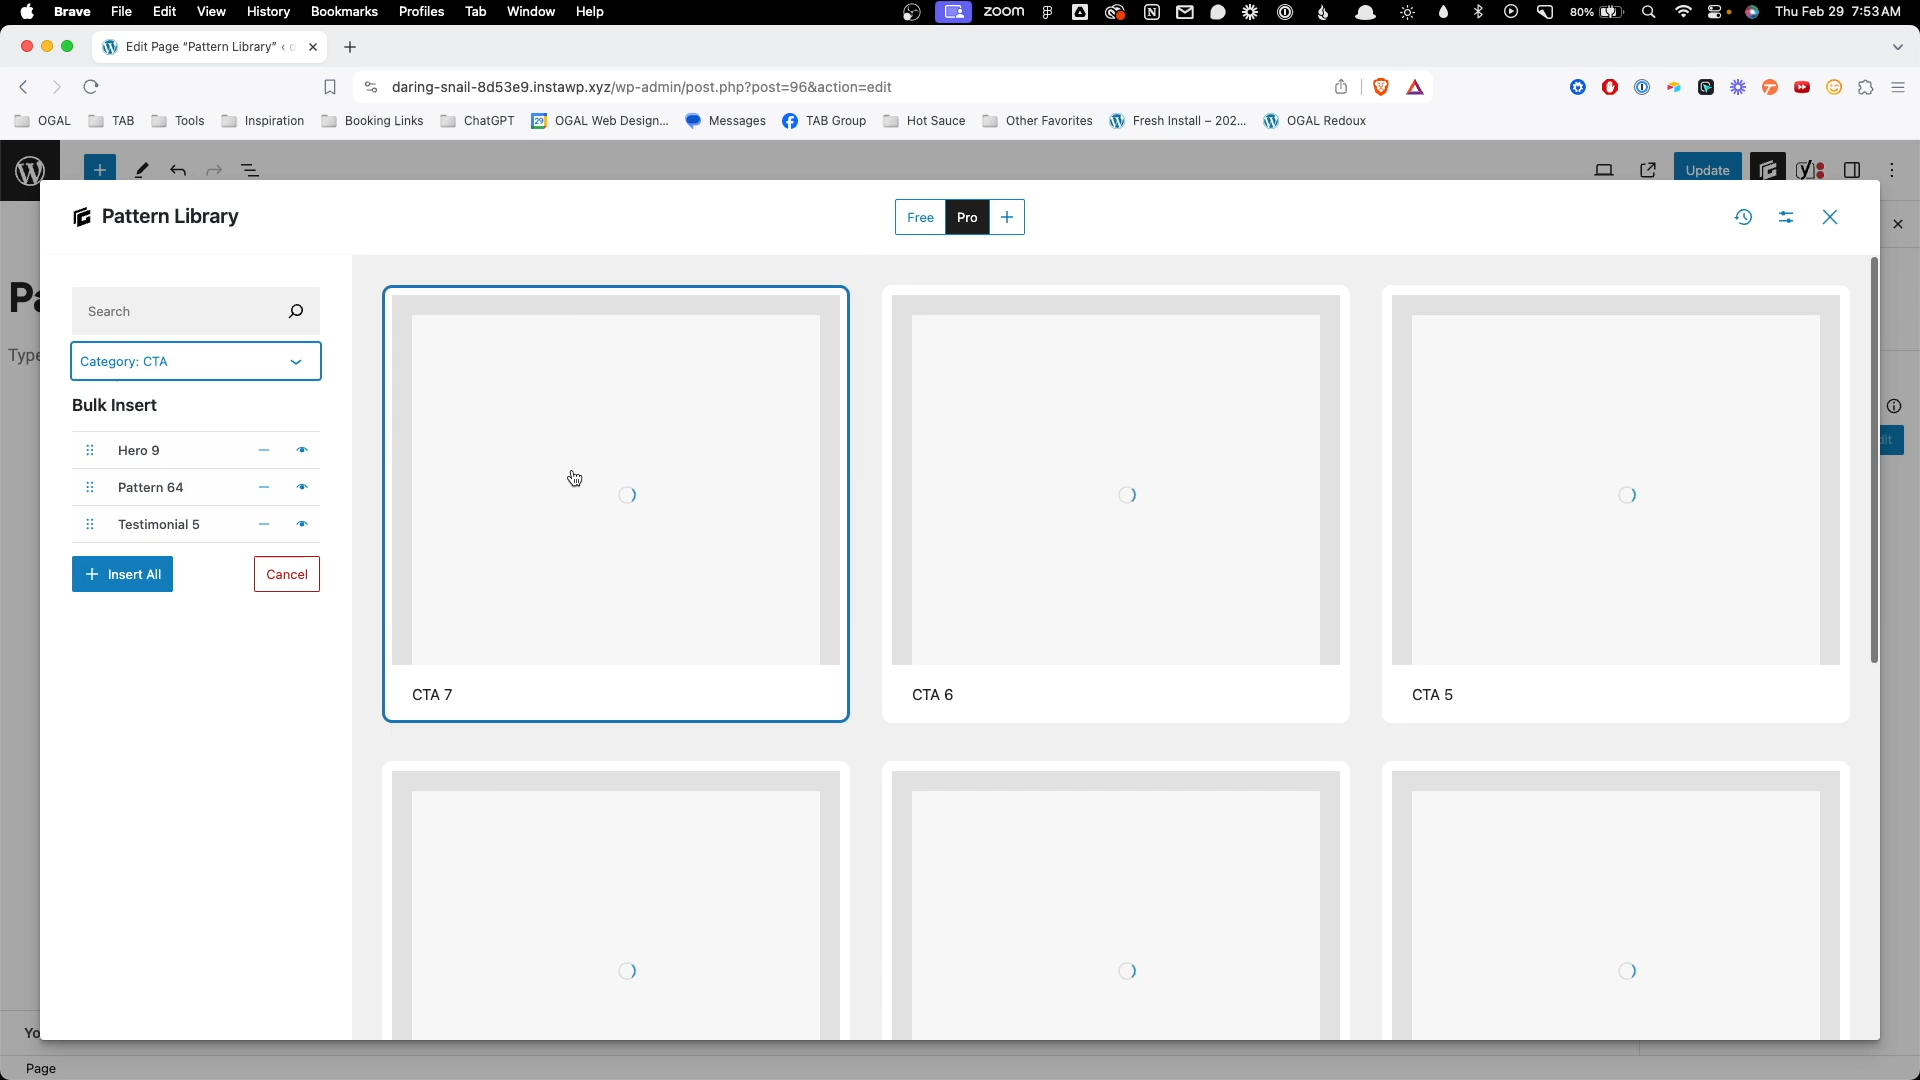 Brave File Edit View History Bookmarks Profiles Tab Window Help zoom 80% Thu Feb 29 7:53 AM
Edit Page “Pattern Library” ‹
daring-snail-8d53e9.instawp.xyz/wp-admin/post.php?post=96&action=edit
OGAL TAB Tools Inspiration Booking Links ChatGPT OGAL Web Design... Messages TAB Group Hot Sauce Other Favorites Fresh Install – 202... OGAL Redoux
Update
Pattern Library
Free Pro +
Pa
Search
Type
Category: CTA
Bulk Insert
Hero 9
Pattern 64
Testimonial 5
Insert All Cancel
CTA 7 CTA 6 CTA 5
Yo
Page